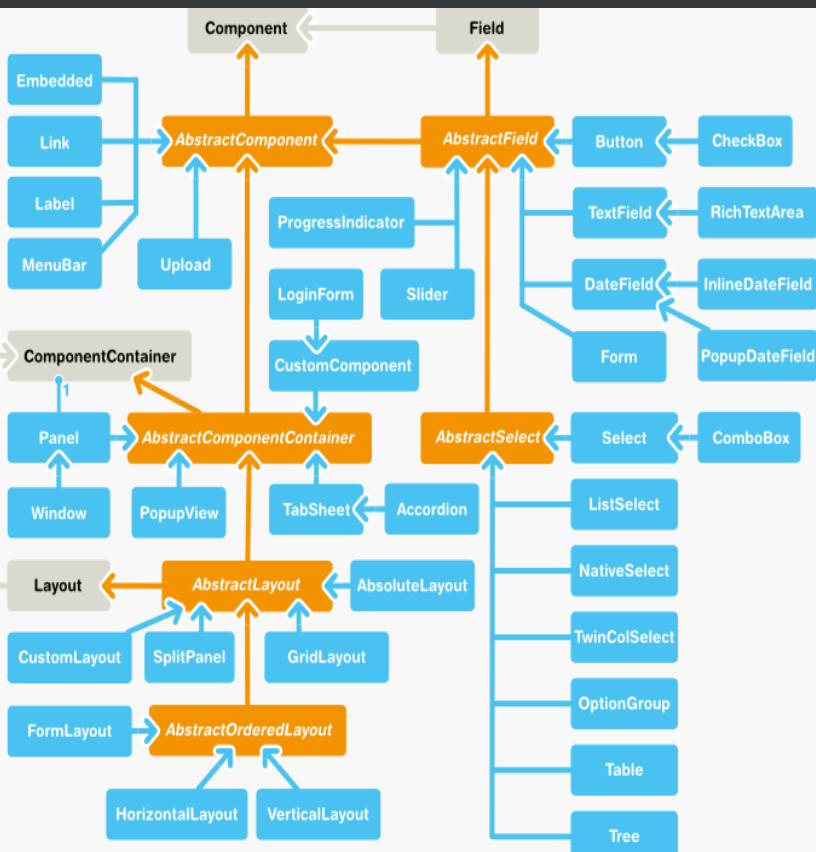 Component
Field
Embedded
AbstractComponent
AbstractField
Button
CheckBox
Link
Label
ProgressIndicator
TextField
RichTextArea
MenuBar
Upload
LoginForm
Slider
DateField
InlineDateField
ComponentContainer
CustomComponent
Form
PopupDateField
1
Panel
AbstractComponentContainer
AbstractSelect
Select
ComboBox
Window
PopupView
TabSheet
Accordion
ListSelect
Layout
AbstractLayout
AbsoluteLayout
NativeSelect
CustomLayout
SplitPanel
GridLayout
TwinColSelect
FormLayout
AbstractOrderedLayout
OptionGroup
Table
HorizontalLayout
VerticalLayout
Tree